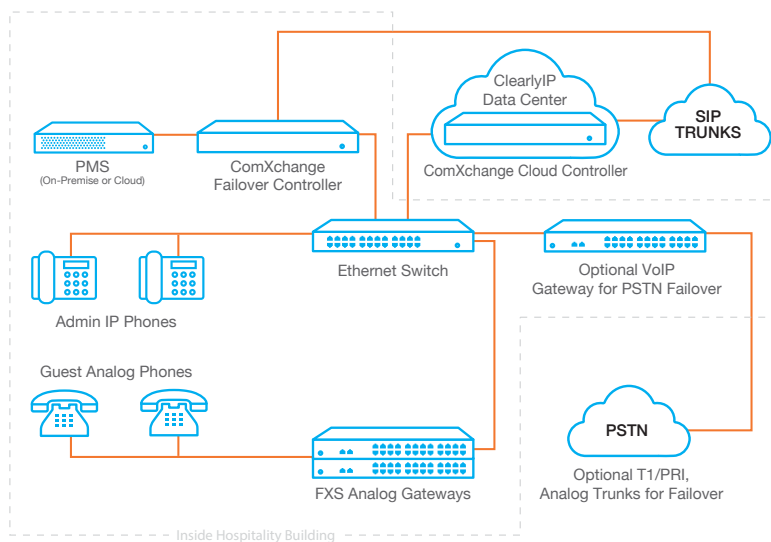 ClearlyIP
Data Center
SIP
TRUNKS
PMS
(On-Premise or Cloud)
ComXchange
Failover Controller
ComXchange Cloud Controller
Ethernet Switch
Optional VoIP
Gateway for PSTN Failover
Admin IP Phones
Guest Analog Phones
PSTN
FXS Analog Gateways
Optional T1/PRI,
Analog Trunks for Failover
Inside Hospitality Building